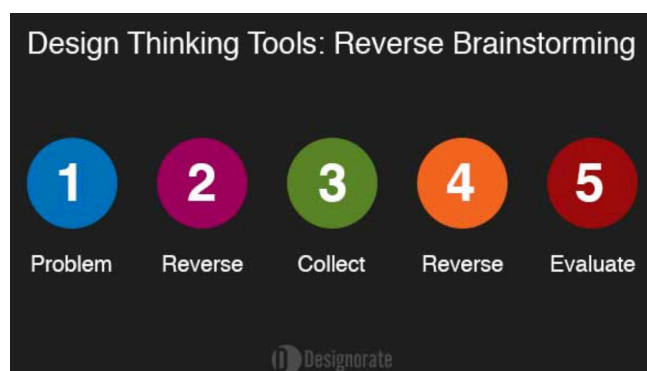 Design Thinking Tools: Reverse Brainstorming
1 2 3 4 5
Problem Reverse Collect Reverse Evaluate
Designorate